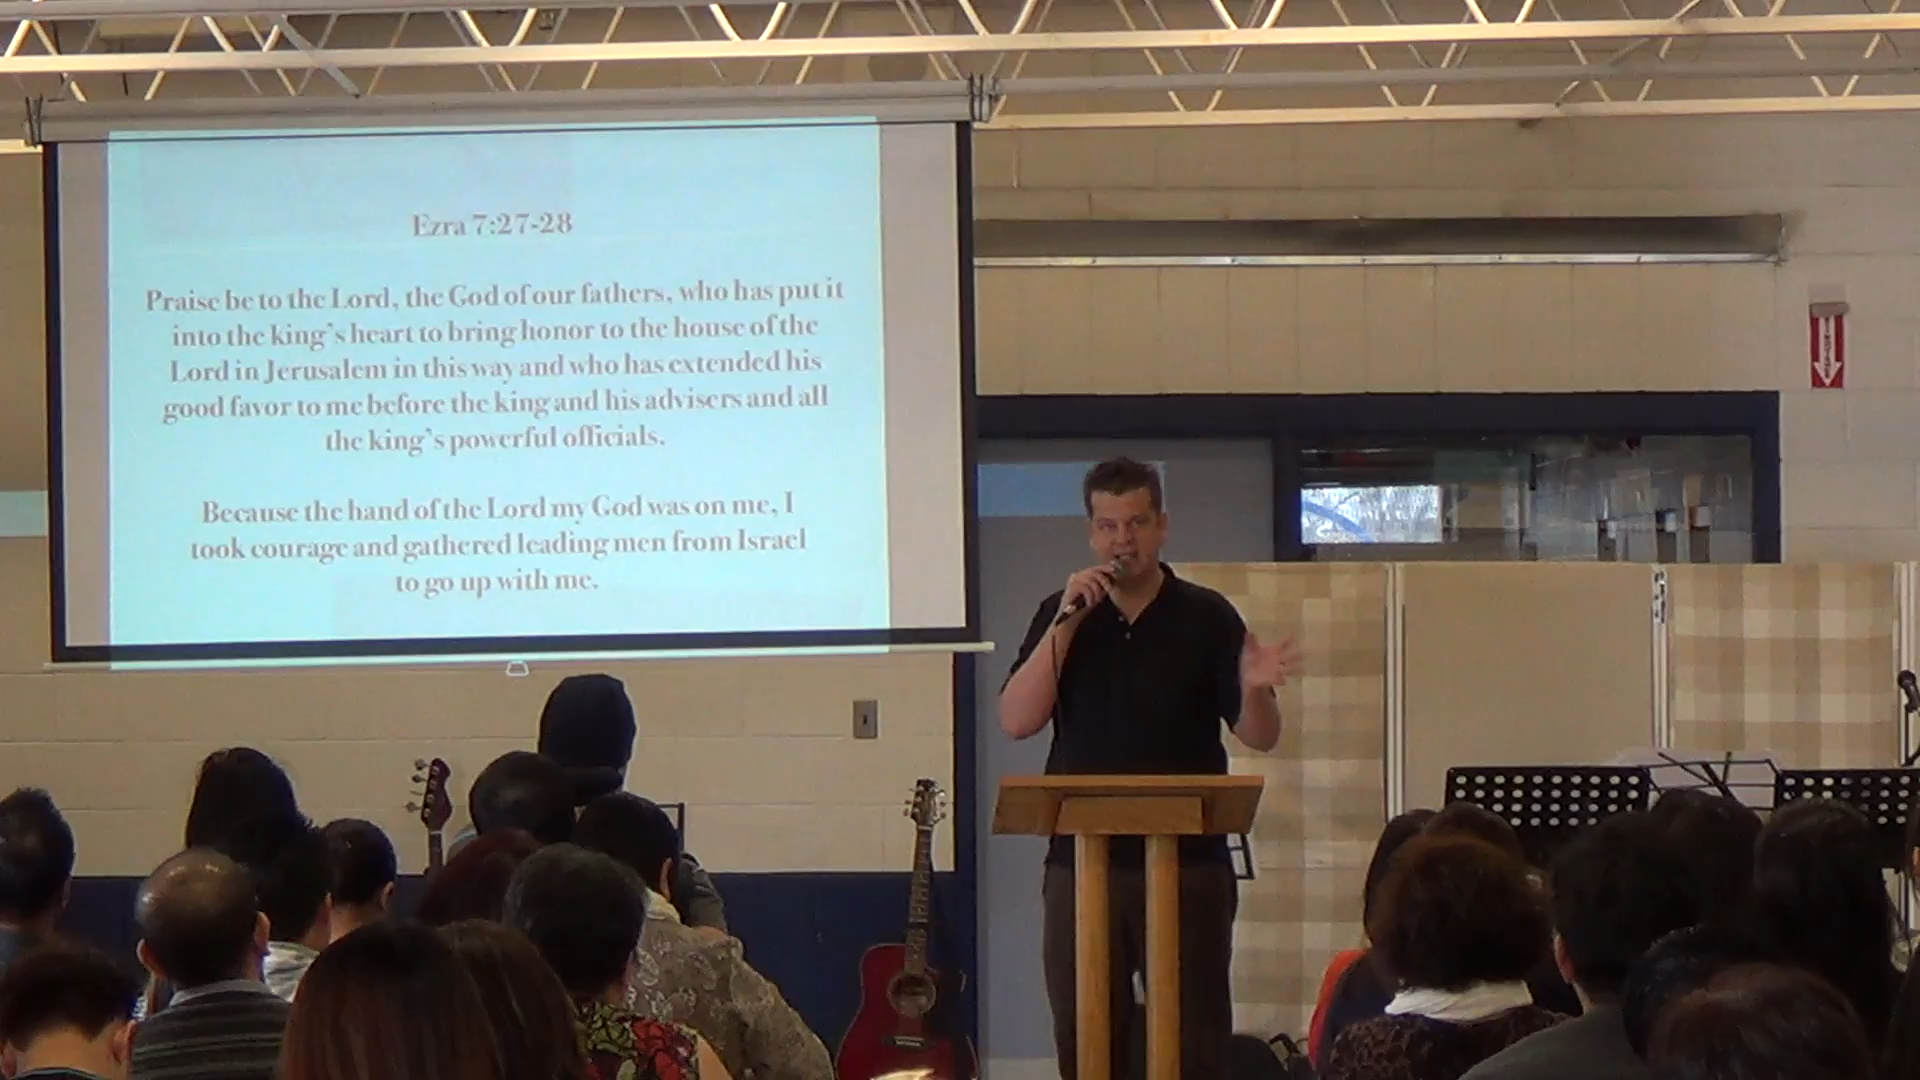 Ezra 7:27-28
Praise be to the Lord, the God of our fathers, who has put it
into the king's heart to bring honor to the house of the
Lord in Jerusalem in this way and who has extended his
good favor to me before the king and his advisers and all
the king's powerful officials.
Because the hand of the Lord my God was on me, I
took courage and gathered leading men from Israel
to go up with me.